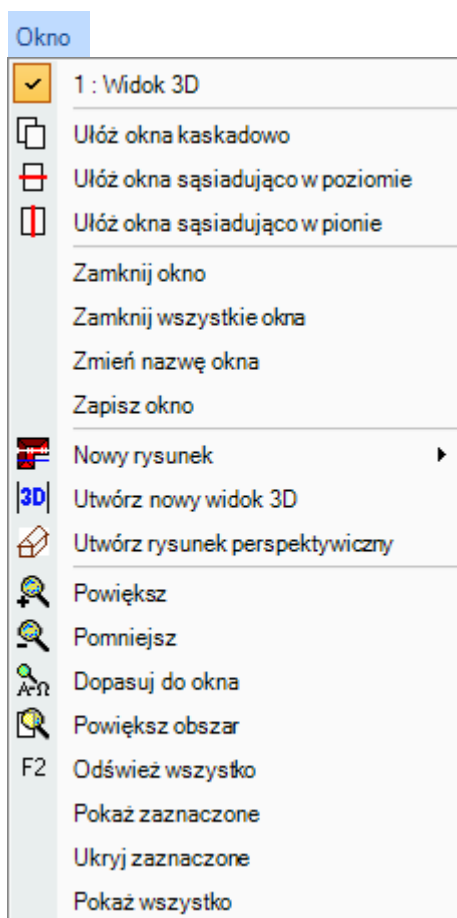 Okno
1 : Widok 3D
Ułóż okna kaskadowo
Ułóż okna sąsiadująco w poziomie
Ułóż okna sąsiadująco w pionie
Zamknij okno
Zamknij wszystkie okna
Zmień nazwę okna
Zapisz okno
Nowy rysunek
3D Utwórz nowy widok 3D
Utwórz rysunek perspektywiczny
Powiększ
Pomniejsz
A-Ω Dopasuj do okna
Powiększ obszar
F2 Odśwież wszystko
Pokaż zaznaczone
Ukryj zaznaczone
Pokaż wszystko